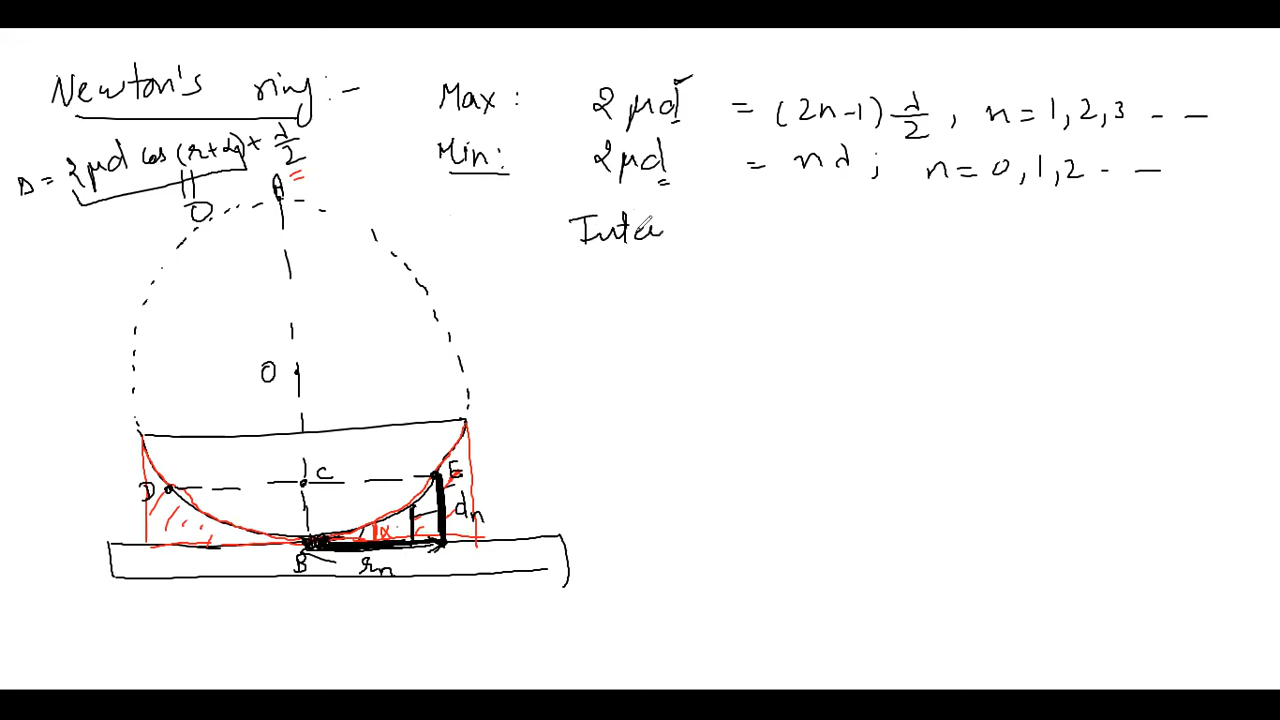 Newton's ring :-
Δ = 2μd cos (r+α) + λ/2
0
Max : 2μd = (2n-1) λ/2 , n = 1, 2, 3 - -
Min : 2μd = nλ ; n = 0, 1, 2 - -
Inte
A
O
C
D
E
dn
α
B
rn